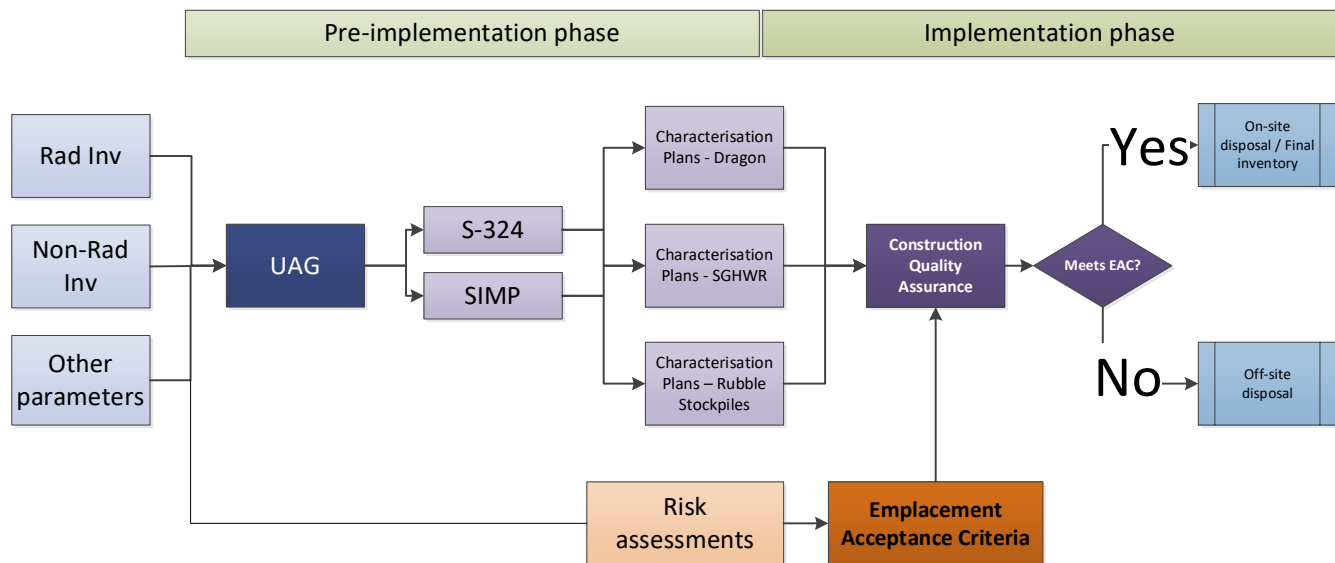 Pre-implementation phase
Implementation phase
Rad Inv
Non-Rad
Inv
Other
parameters
UAG
S-324
SIMP
Characterisation
Plans - Dragon
Characterisation
Plans - SGHWR
Characterisation
Plans – Rubble
Stockpiles
Construction
Quality
Assurance
Meets EAC?
Yes
On-site
disposal / Final
inventory
No
Off-site
disposal
Risk
assessments
Emplacement
Acceptance Criteria